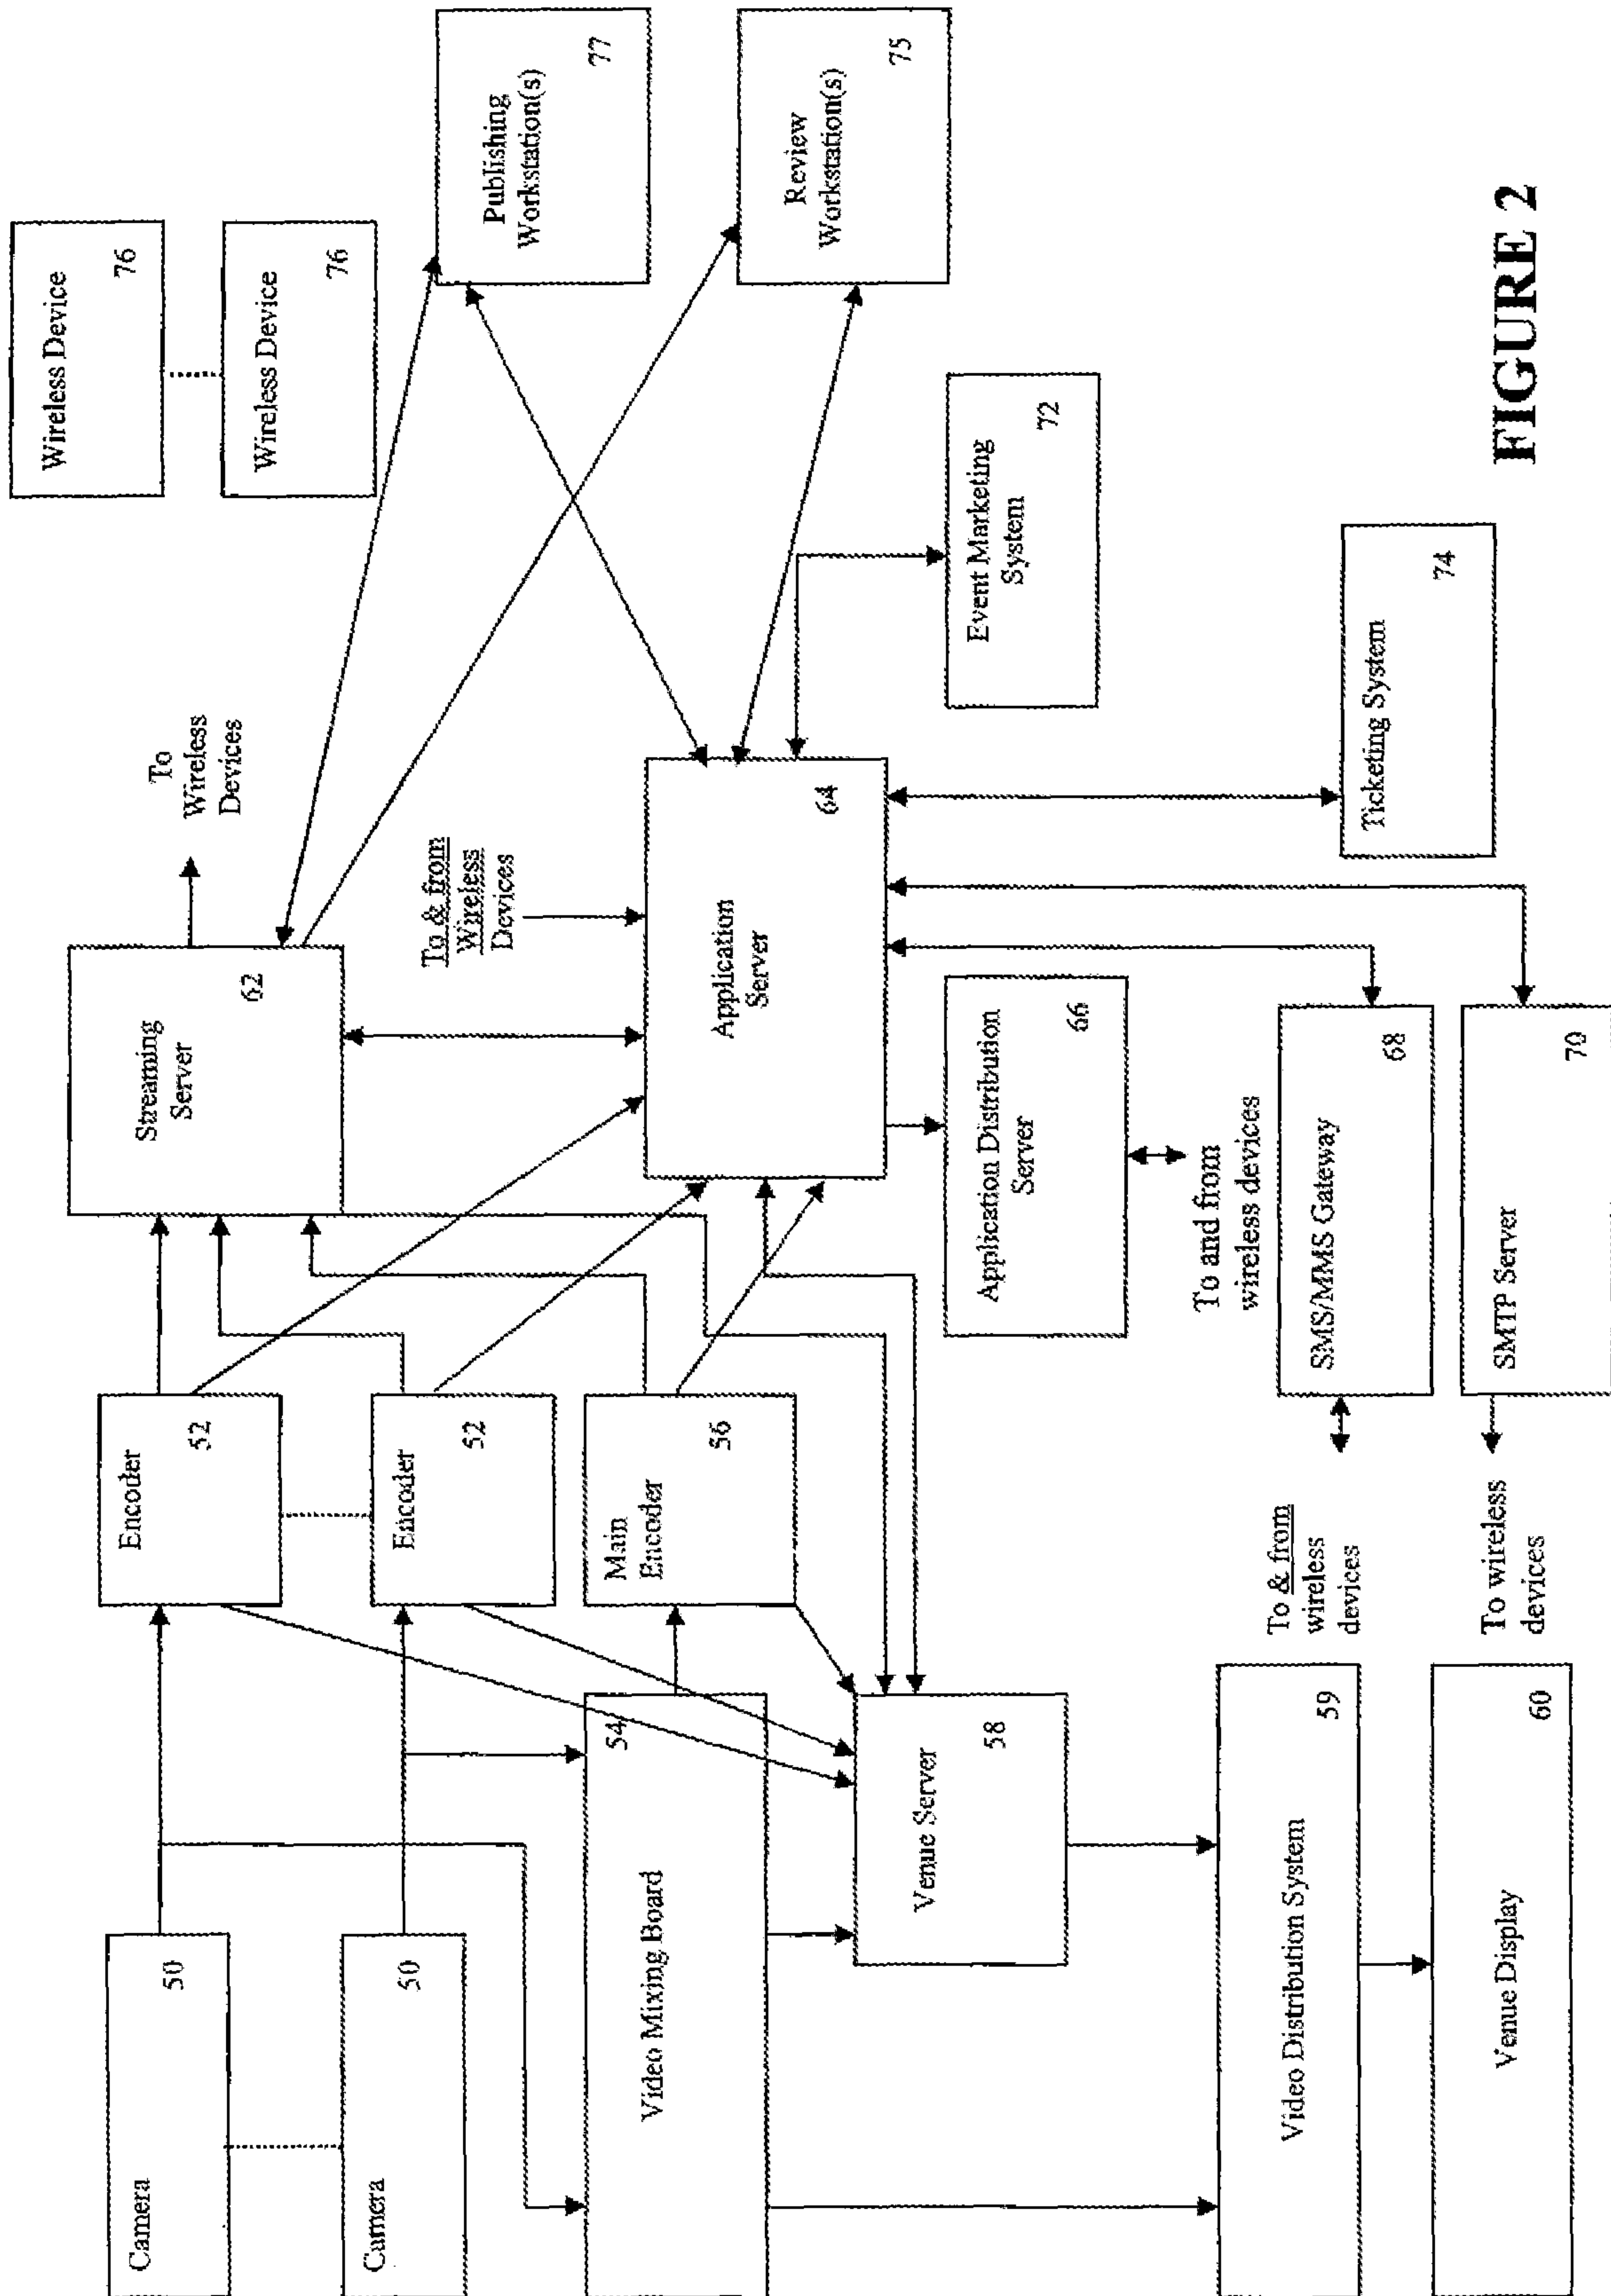 Camera
50
Camera
50
Encoder
52
Encoder
52
Main
Encoder
56
Video Mixing Board
54
Venue Server
58
Video Distribution System
59
Venue Display
60
Streaming
Server
62
To
Wireless
Devices
To & from
Wireless
Devices
Application
Server
64
Application Distribution
Server
66
To and from
wireless devices
SMS/MMS Gateway
68
To & from
wireless
devices
SMTP Server
70
To wireless
devices
Wireless Device
76
Wireless Device
76
Publishing
Workstation(s)
77
Review
Workstation(s)
75
Event Marketing
System
72
Ticketing System
74
FIGURE 2